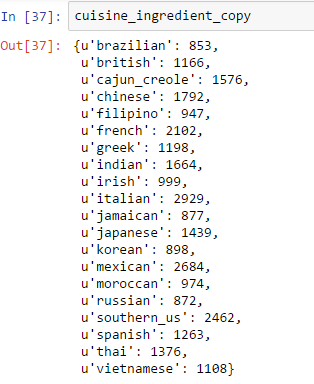 In [37]: cuisine_ingredient_copy
Out[37]: {u'brazilian': 853,
u'british': 1166,
u'cajun_creole': 1576,
u'chinese': 1792,
u'filipino': 947,
u'french': 2102,
u'greek': 1198,
u'indian': 1664,
u'irish': 999,
u'italian': 2929,
u'jamaican': 877,
u'japanese': 1439,
u'korean': 898,
u'mexican': 2684,
u'moroccan': 974,
u'russian': 872,
u'southern_us': 2462,
u'spanish': 1263,
u'thai': 1376,
u'vietnamese': 1108}